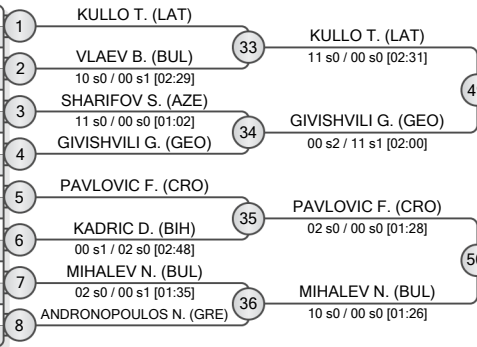 1
KULLO T. (LAT)
2
VLAEV B. (BUL)
10 s0 / 00 s1 [02:29]
33
KULLO T. (LAT)
11 s0 / 00 s0 [02:31]
3
SHARIFOV S. (AZE)
11 s0 / 00 s0 [01:02]
4
GIVISHVILI G. (GEO)
34
GIVISHVILI G. (GEO)
00 s2 / 11 s1 [02:00]
5
PAVLOVIC F. (CRO)
6
KADRIC D. (BIH)
00 s1 / 02 s0 [02:48]
35
PAVLOVIC F. (CRO)
02 s0 / 00 s0 [01:28]
7
MIHALEV N. (BUL)
02 s0 / 00 s1 [01:35]
8
ANDRONOPOULOS N. (GRE)
36
MIHALEV N. (BUL)
10 s0 / 00 s0 [01:26]